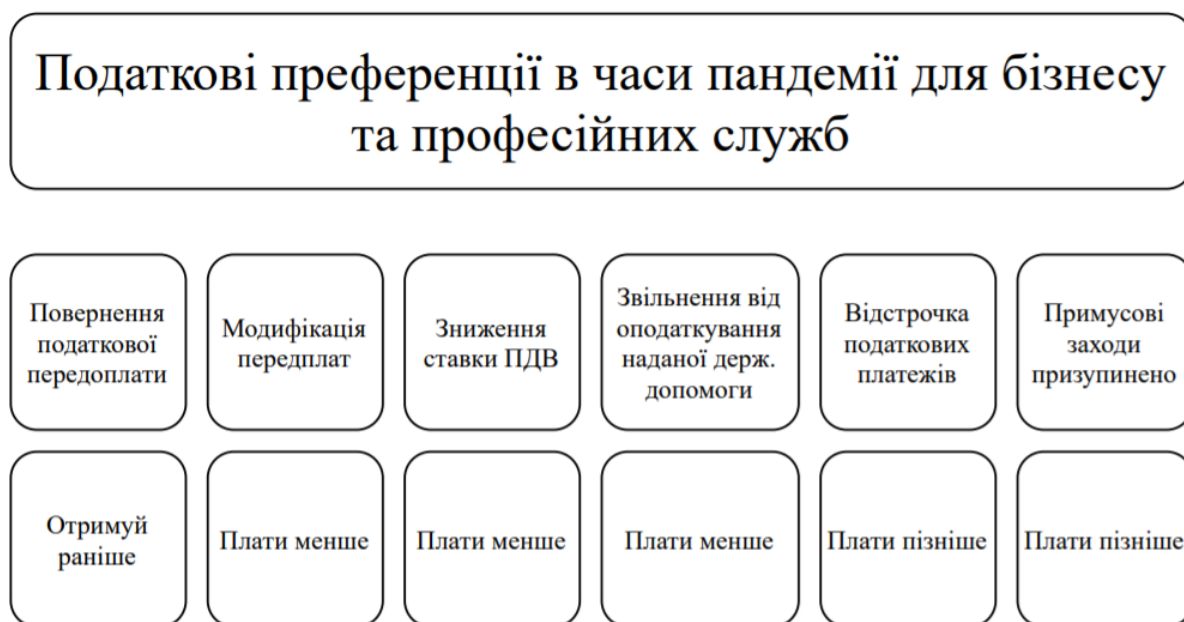 Податкові преференції в часи пандемії для бізнесу
та професійних служб
Повернення
податкової
передоплати
Модифікація
передплат
Зниження
ставки ПДВ
Звільнення від
оподаткування
наданої держ.
допомоги
Відстрочка
податкових
платежів
Примусові
заходи
призупинено
Отримуй
раніше
Плати менше
Плати менше
Плати менше
Плати пізніше
Плати пізніше